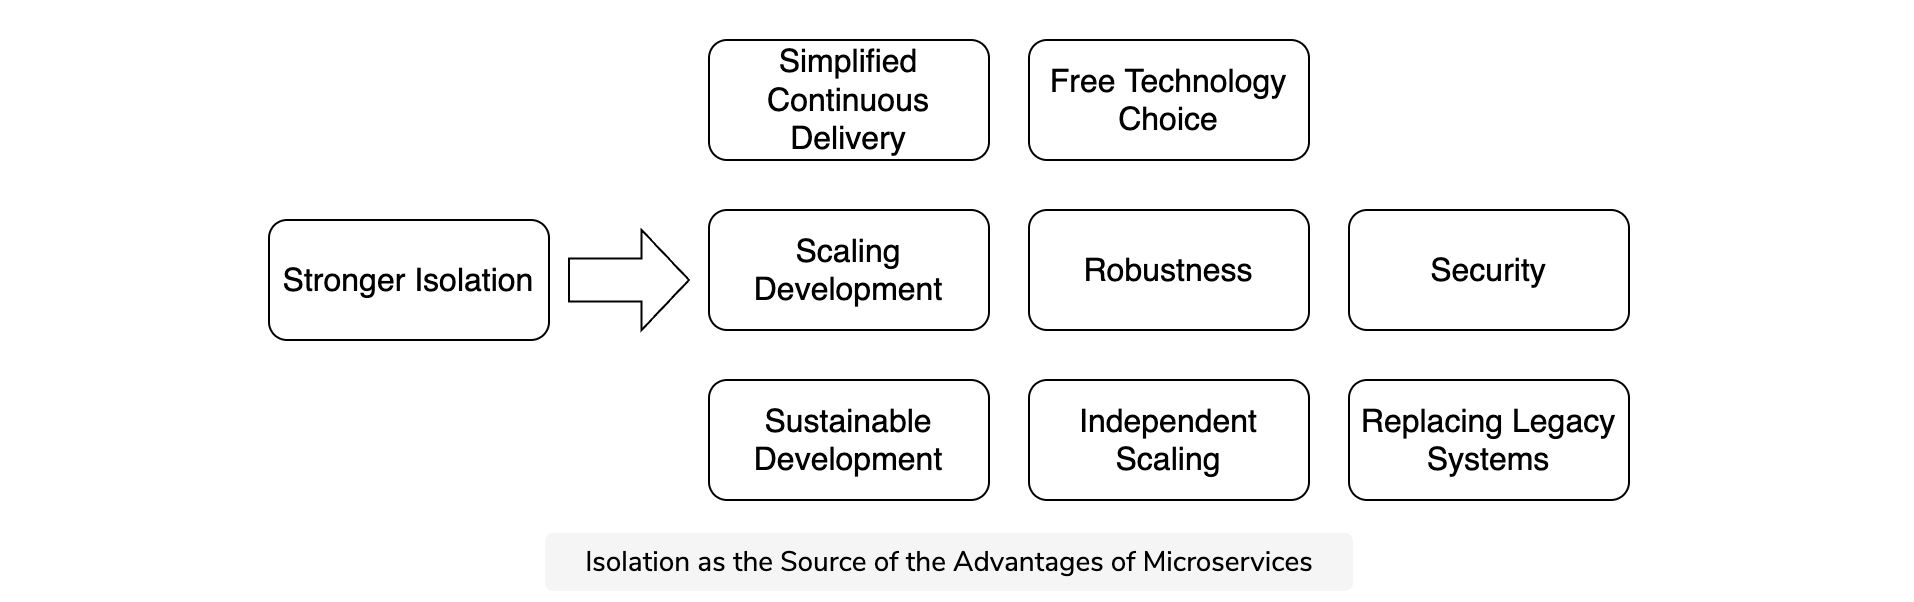 Simplified
Continuous
Delivery
Free Technology
Choice
Stronger Isolation
Scaling
Development
Robustness
Security
Sustainable
Development
Independent
Scaling
Replacing Legacy
Systems
Isolation as the Source of the Advantages of Microservices